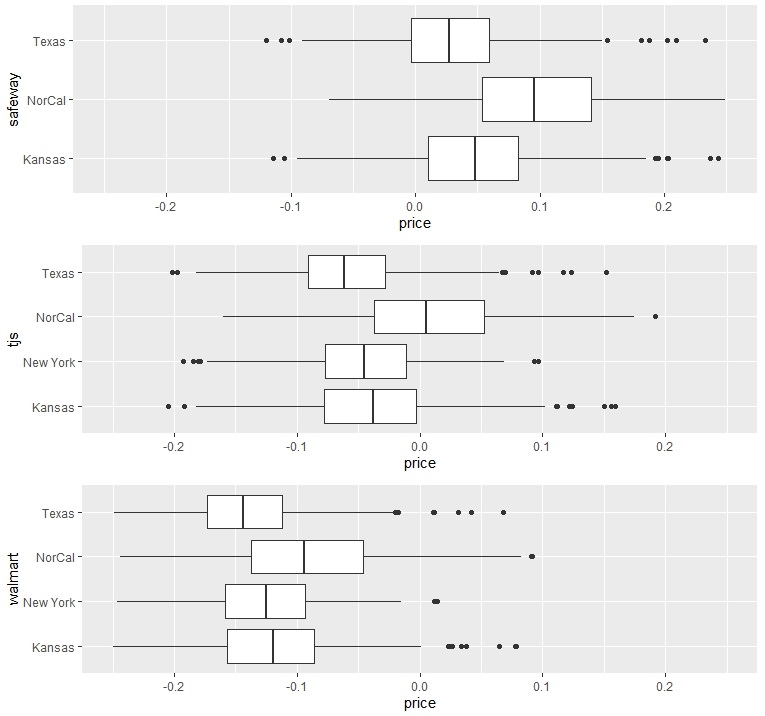 safeway
Texas
NorCal
Kansas
-0.2 -0.1 0.0 0.1 0.2
price
tjs
Texas
NorCal
New York
Kansas
-0.2 -0.1 0.0 0.1 0.2
price
walmart
Texas
NorCal
New York
Kansas
-0.2 -0.1 0.0 0.1 0.2
price